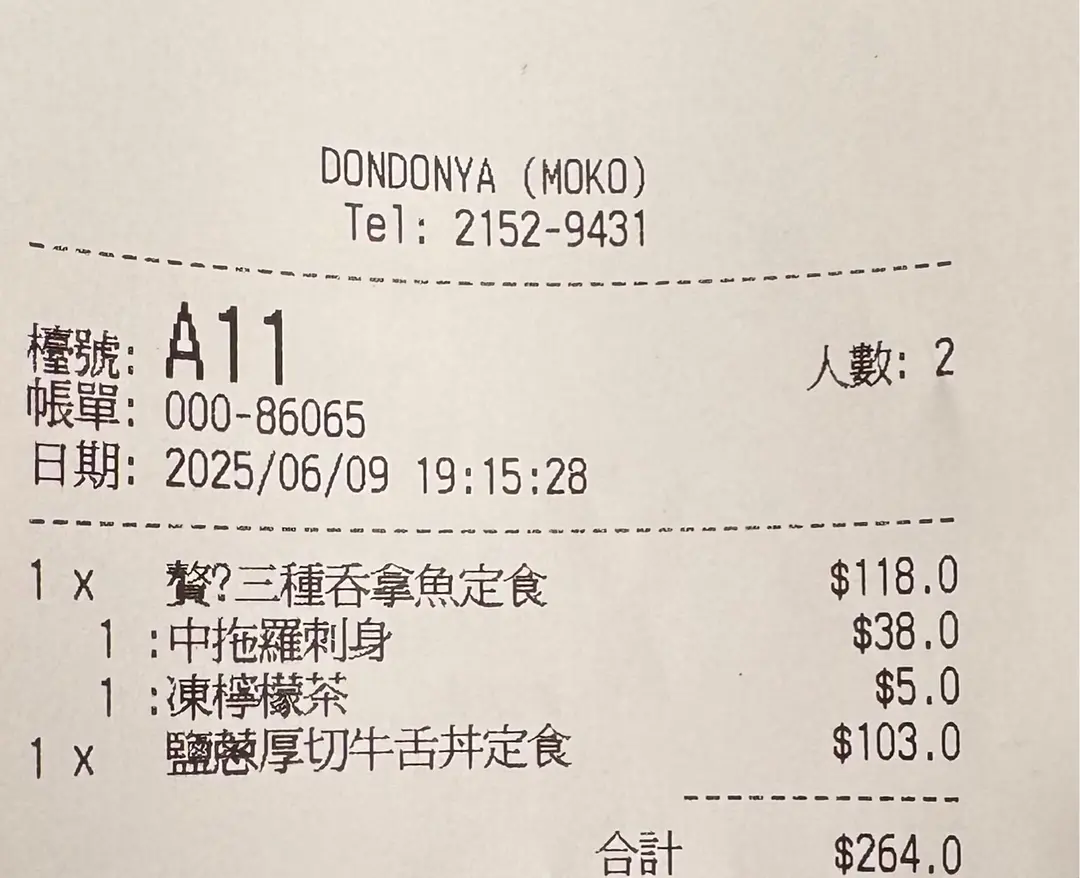 DONDONYA (MOKO)
Tel: 2152-9431
檯號: A11 人數: 2
帳單: 000-86065
日期: 2025/06/09 19:15:28
1 x 贅?三種吞拿魚定食 $118.0
1 :中拖羅刺身 $38.0
1 :凍檸檬茶 $5.0
1 x 鹽葱厚切牛舌丼定食 $103.0
合計 $264.0